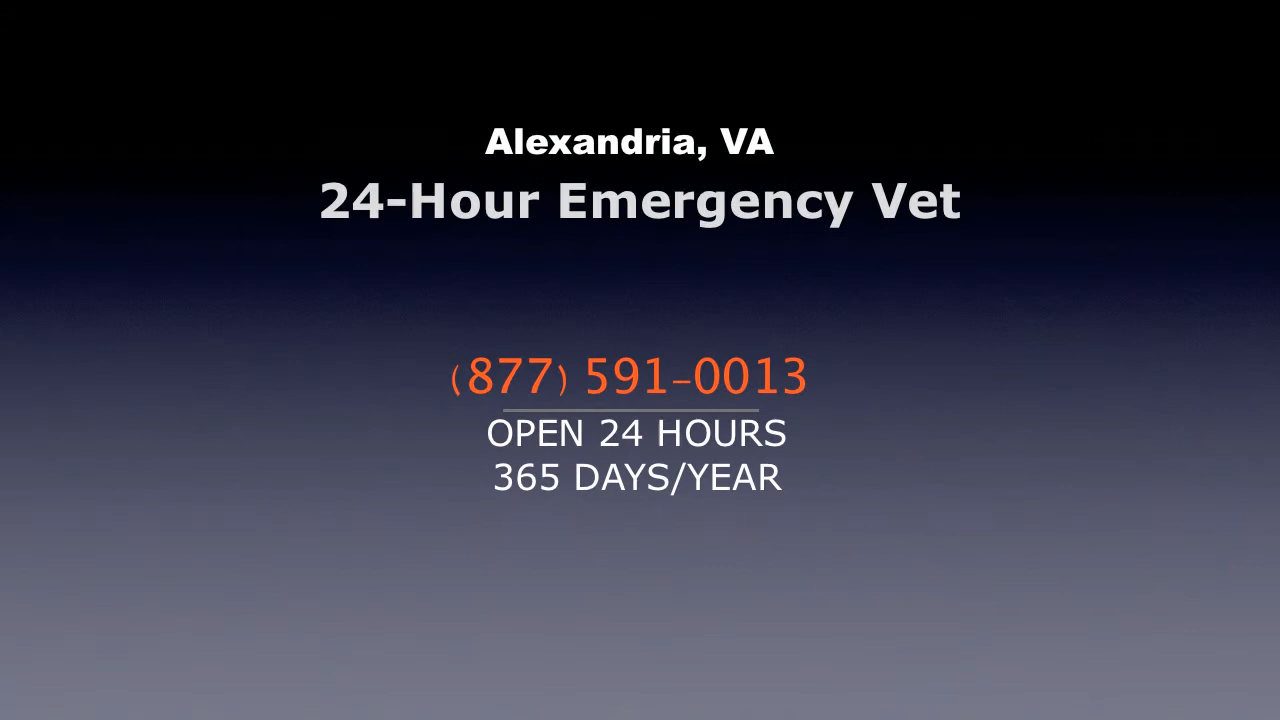 Alexandria, VA
24-Hour Emergency Vet
(877) 591-0013
OPEN 24 HOURS
365 DAYS/YEAR